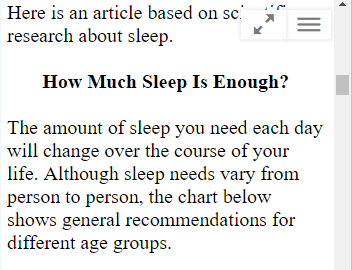 Here is an article based on
research about sleep.
How Much Sleep Is Enough?
The amount of sleep you need each day
will change over the course of your
life. Although sleep needs vary from
person to person, the chart below
shows general recommendations for
different age groups.